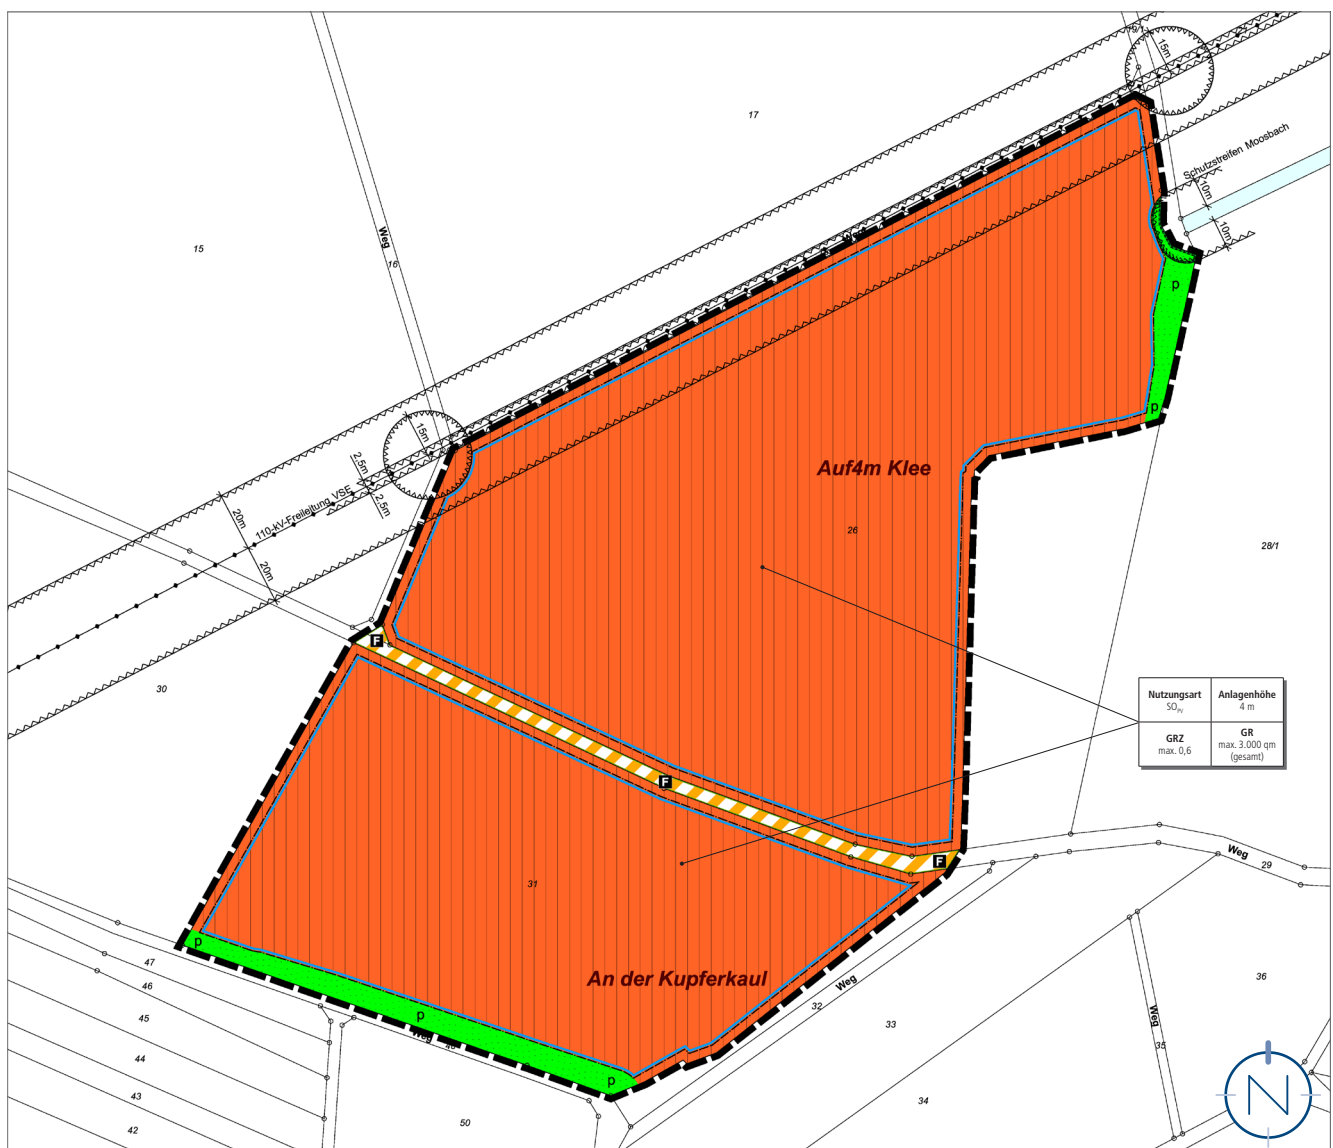 19/1
15m
17
Schutzstreifen Moosbach
10m
10m
15
Weg
16
p
p
15m
2,5m
2,5m
110-kV-Freileitung VSE
20m
20m
Auf4m Klee
26
28/1
F
30
Nutzungsart
SO PV
Anlagenhöhe
4 m
GRZ
max. 0,6
GR
max. 3.000 qm
(gesamt)
F
F
31
Weg
29
p
An der Kupferkaul
47
46
45
44
43
42
p
Weg
p
32
Weg
33
36
Weg
35
34
50
N